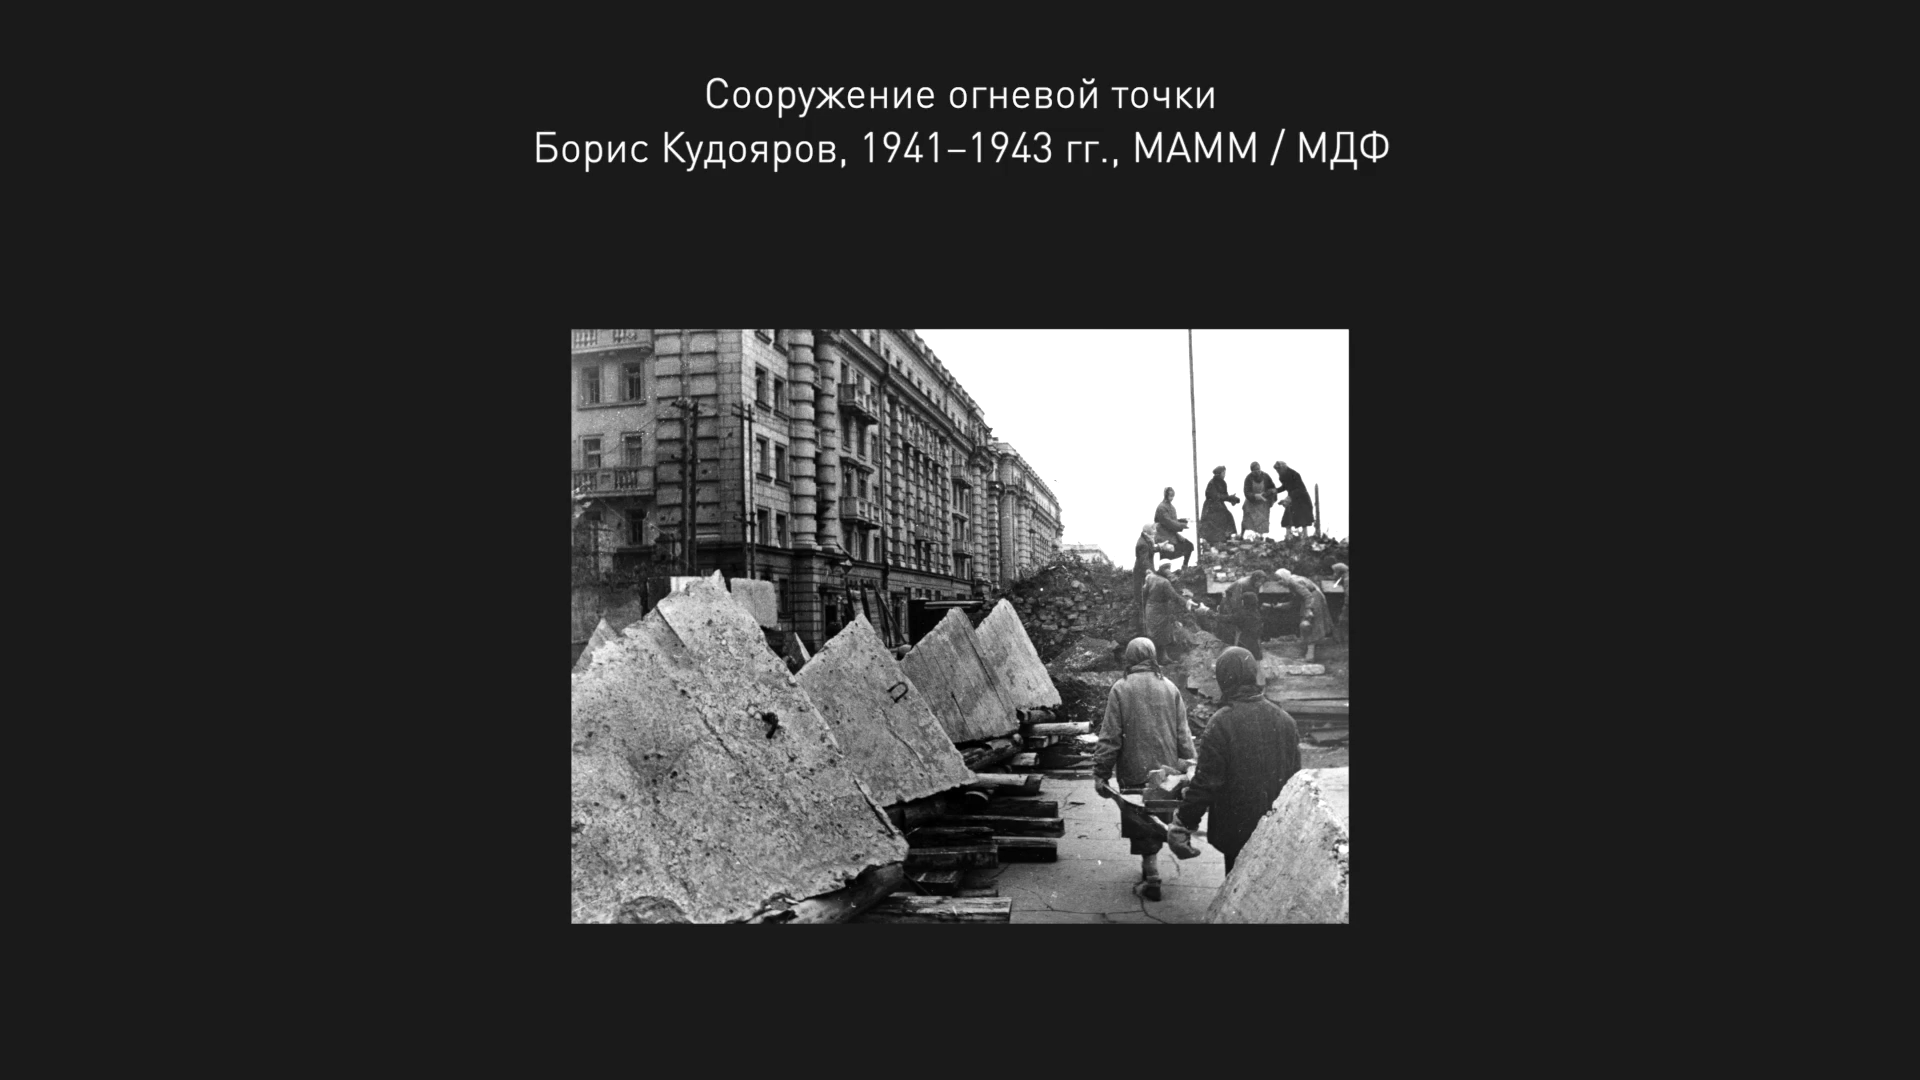 Сооружение огневой точки
Борис Кудояров, 1941–1943 гг., МАММ / МДФ